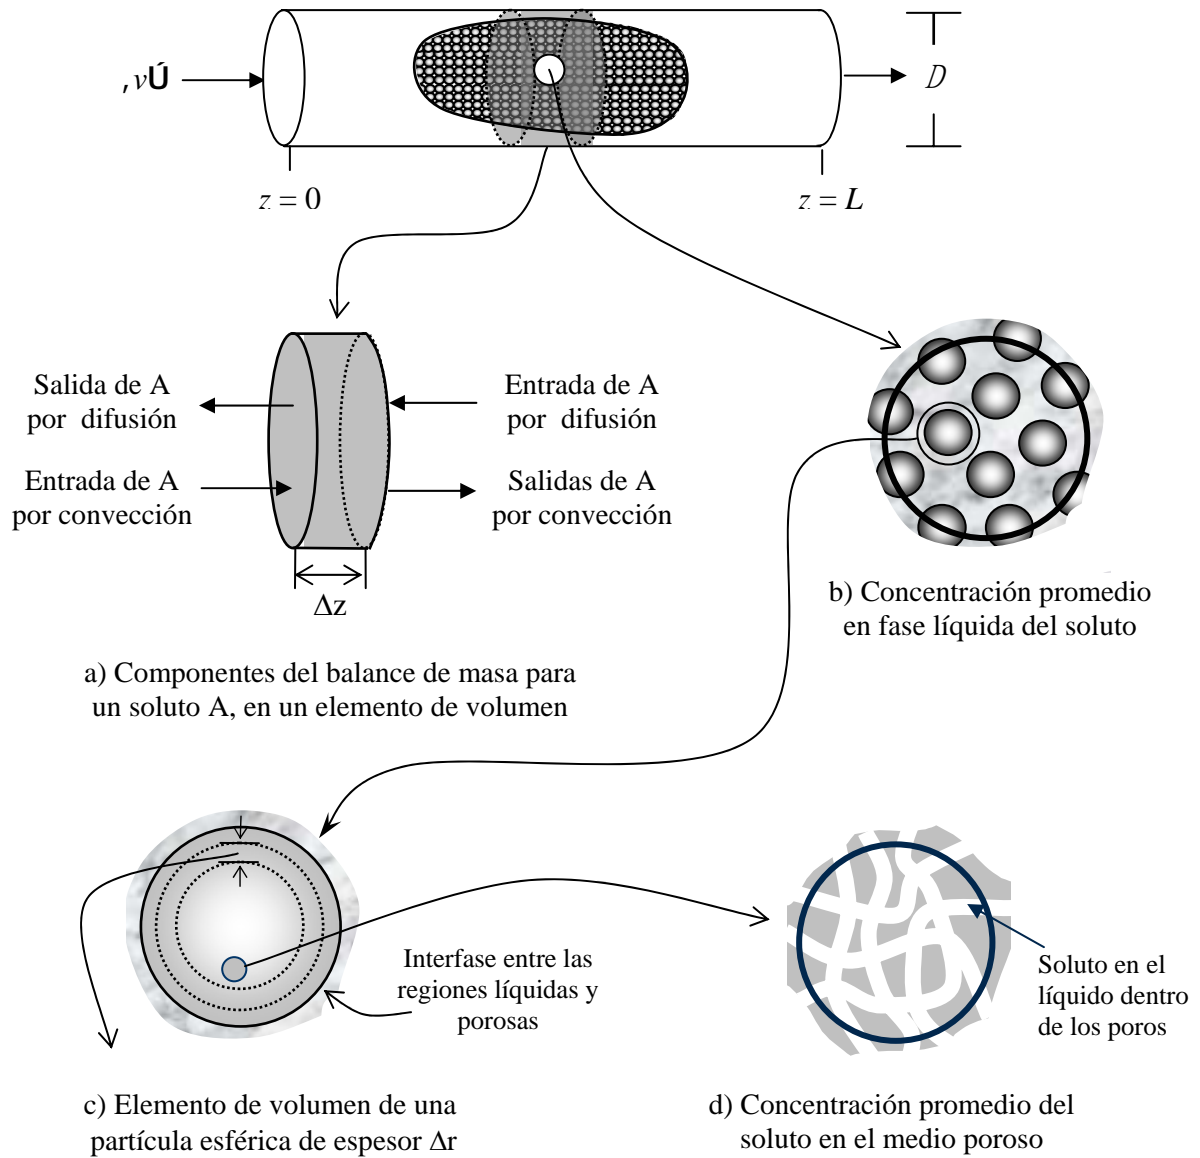 , vÚ
D
z = 0
z = L
Salida de A
por difusión
Entrada de A
por difusión
Entrada de A
por convección
Salidas de A
por convección
Δz
b) Concentración promedio
en fase líquida del soluto
a) Componentes del balance de masa para
un soluto A, en un elemento de volumen
Interfase entre las
regiones líquidas y
porosas
Soluto en el
líquido dentro
de los poros
c) Elemento de volumen de una
partícula esférica de espesor Δr
d) Concentración promedio del
soluto en el medio poroso